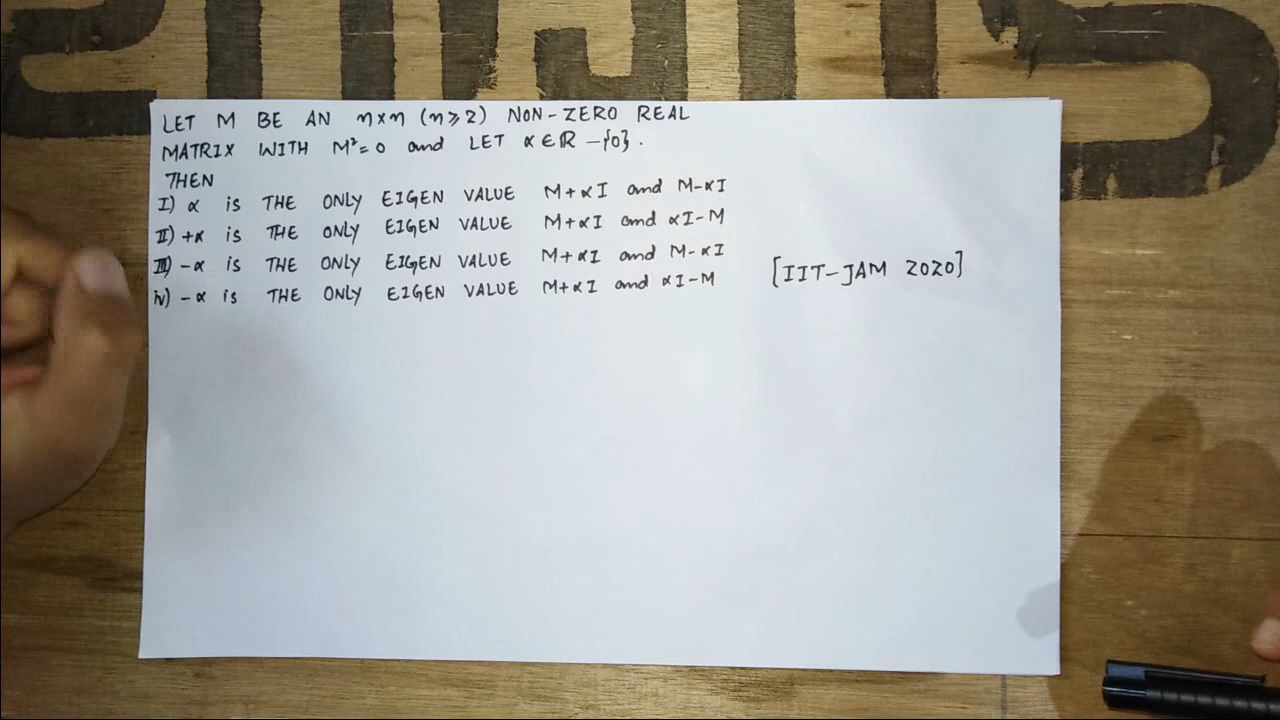 LET M BE AN n×n (n⩾2) NON-ZERO REAL
MATRIX WITH M²=0 and LET α∈ℝ-{0}.
THEN
I) α is THE ONLY EIGEN VALUE M+αI and M-αI
II) +α is THE ONLY EIGEN VALUE M+αI and αI-M
III) -α is THE ONLY EIGEN VALUE M+αI and M-αI
iv) -α is THE ONLY EIGEN VALUE M+αI and αI-M
[IIT-JAM 2020]